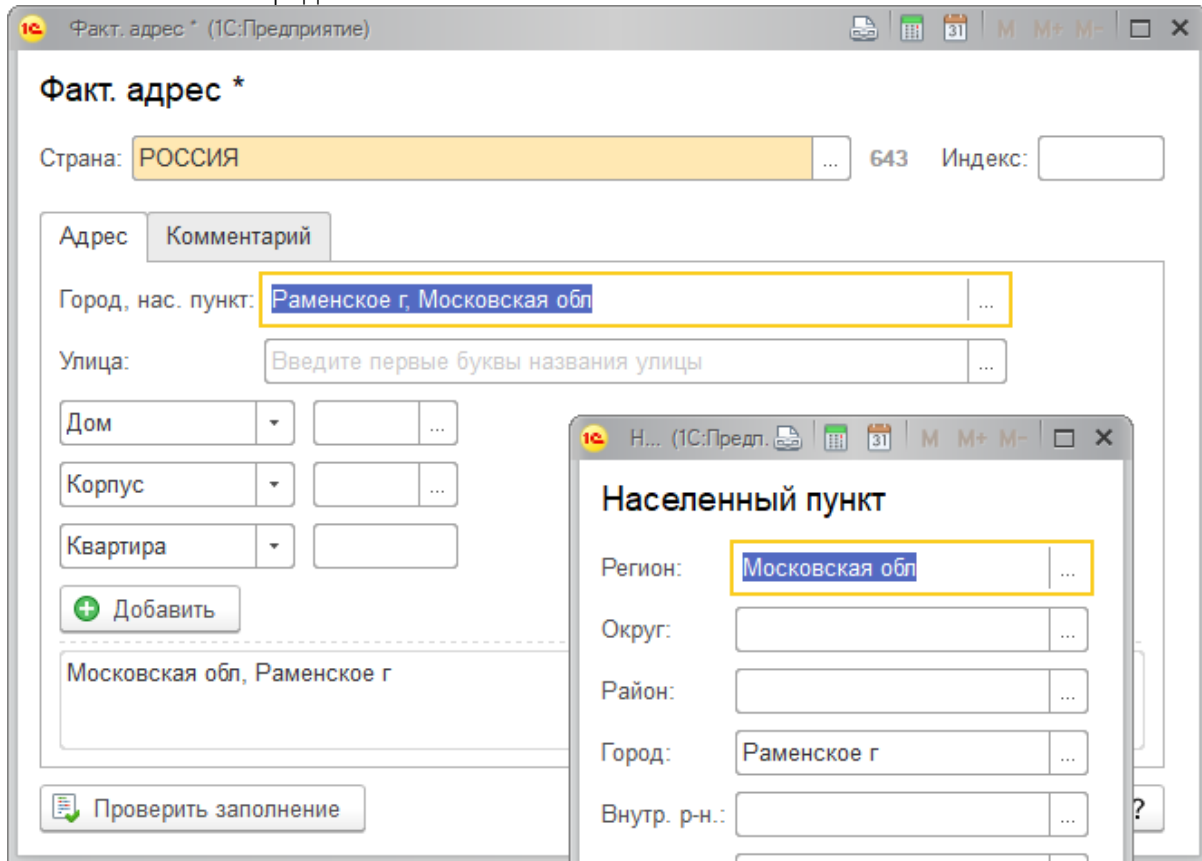 Факт. адрес * (1С:Предприятие)
M M+ M-
Факт. адрес *
Страна: РОССИЯ ... 643 Индекс:
Адрес Комментарий
Город, нас. пункт: Раменское г, Московская обл ...
Улица: Введите первые буквы названия улицы ...
Дом ...
Корпус ...
Квартира
Добавить
Московская обл, Раменское г
Проверить заполнение
?
Н... (1С:Предп.
M M+ M-
Населенный пункт
Регион: Московская обл ...
Округ: ...
Район: ...
Город: Раменское г ...
Внутр. р-н.: ...